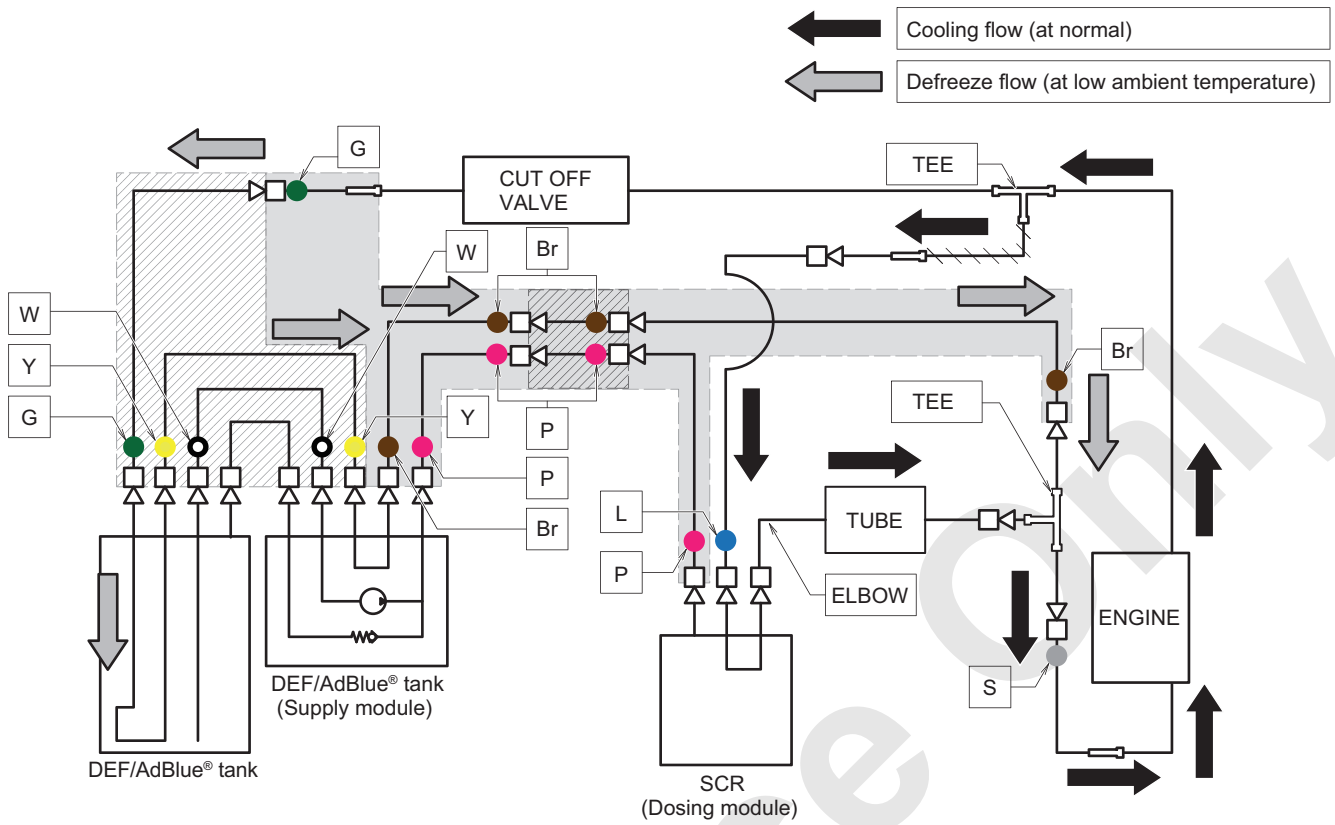 Cooling flow (at normal)
Defreeze flow (at low ambient temperature)
G
CUT OFF
VALVE
TEE
W
Br
W
Y
G
Y
P
P
Br
Br
TEE
L
P
TUBE
ELBOW
ENGINE
S
DEF/AdBlue® tank
(Supply module)
DEF/AdBlue® tank
SCR
(Dosing module)